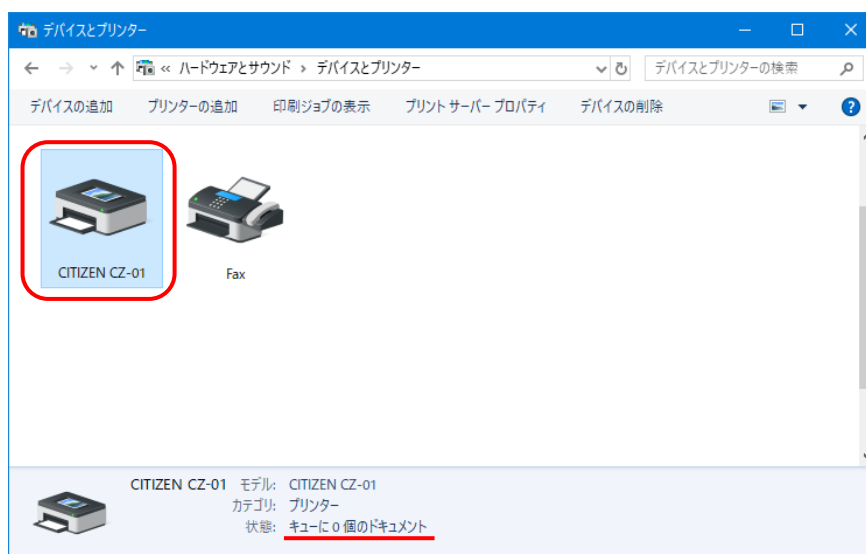 デバイスとプリンター
« ハードウェアとサウンド › デバイスとプリンター
デバイスとプリンターの検索
デバイスの追加 プリンターの追加 印刷ジョブの表示 プリント サーバー プロパティ デバイスの削除
CITIZEN CZ-01 Fax
CITIZEN CZ-01 モデル: CITIZEN CZ-01
カテゴリ: プリンター
状態: キューに 0 個のドキュメント